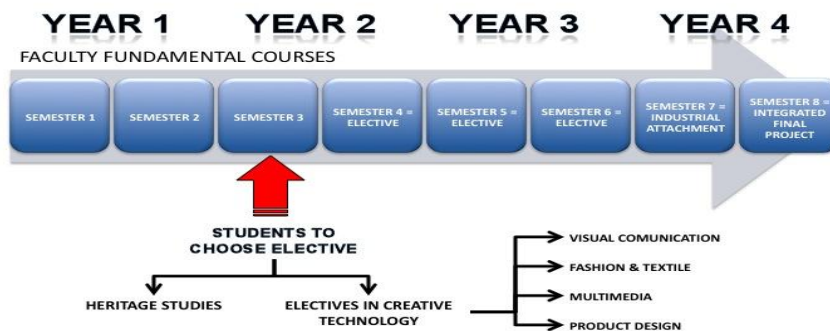 YEAR 1 YEAR 2 YEAR 3 YEAR 4
FACULTY FUNDAMENTAL COURSES
SEMESTER 1
SEMESTER 2
SEMESTER 3
SEMESTER 4 =
ELECTIVE
SEMESTER 5 =
ELECTIVE
SEMESTER 6 =
ELECTIVE
SEMESTER 7 =
INDUSTRIAL
ATTACHMENT
SEMESTER 8 =
INTEGRATED
FINAL
PROJECT
STUDENTS TO
CHOOSE ELECTIVE
HERITAGE STUDIES
ELECTIVES IN CREATIVE
TECHNOLOGY
VISUAL COMUNICATION
FASHION & TEXTILE
MULTIMEDIA
PRODUCT DESIGN